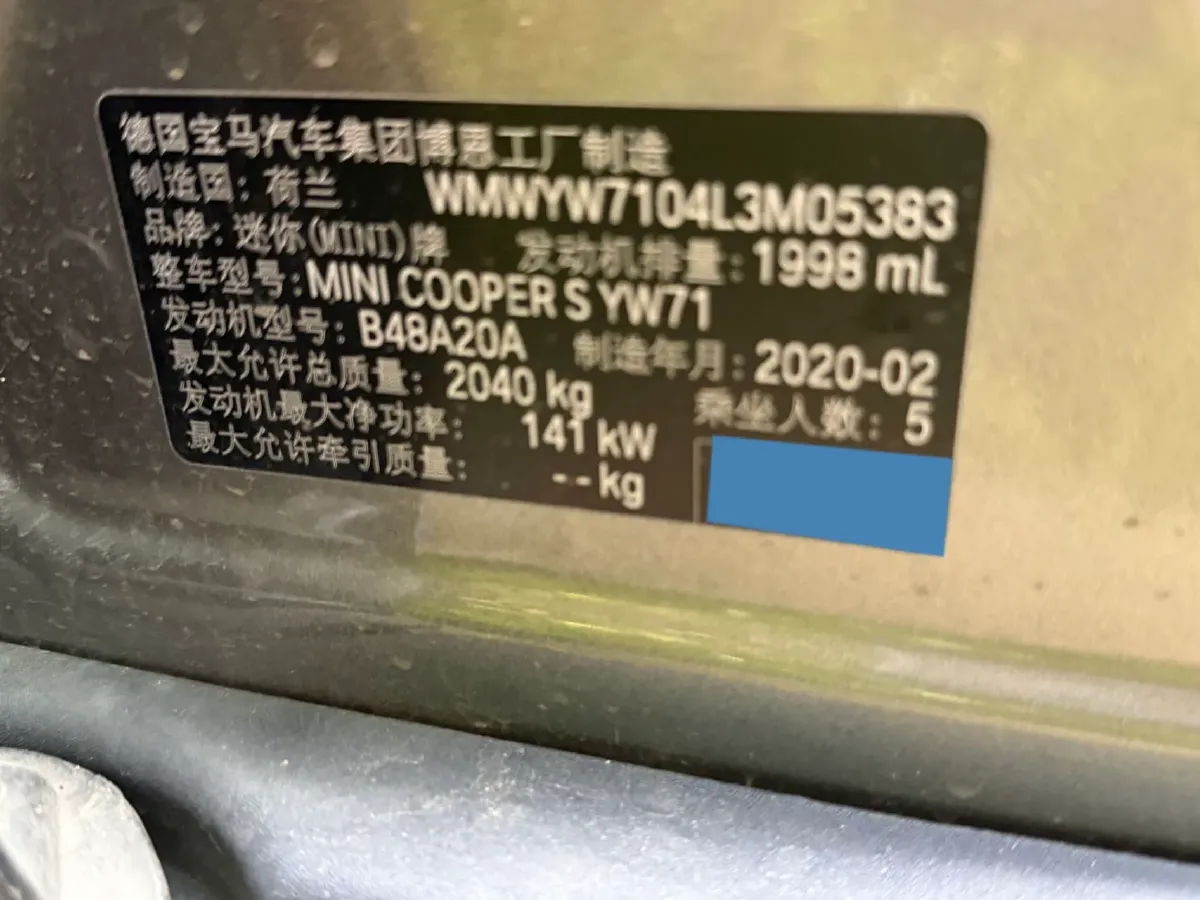 德国宝马汽车集团博恩工厂制造
制造国：荷兰 WMWYW7104L3M05383
品牌：迷你(MINI)牌 发动机排量：1998 mL
整车型号：MINI COOPER S YW71
发动机型号：B48A20A 制造年月：2020-02
最大允许总质量：2040 kg 乘坐人数：5
发动机最大净功率：141 kW
最大允许牵引质量：--kg